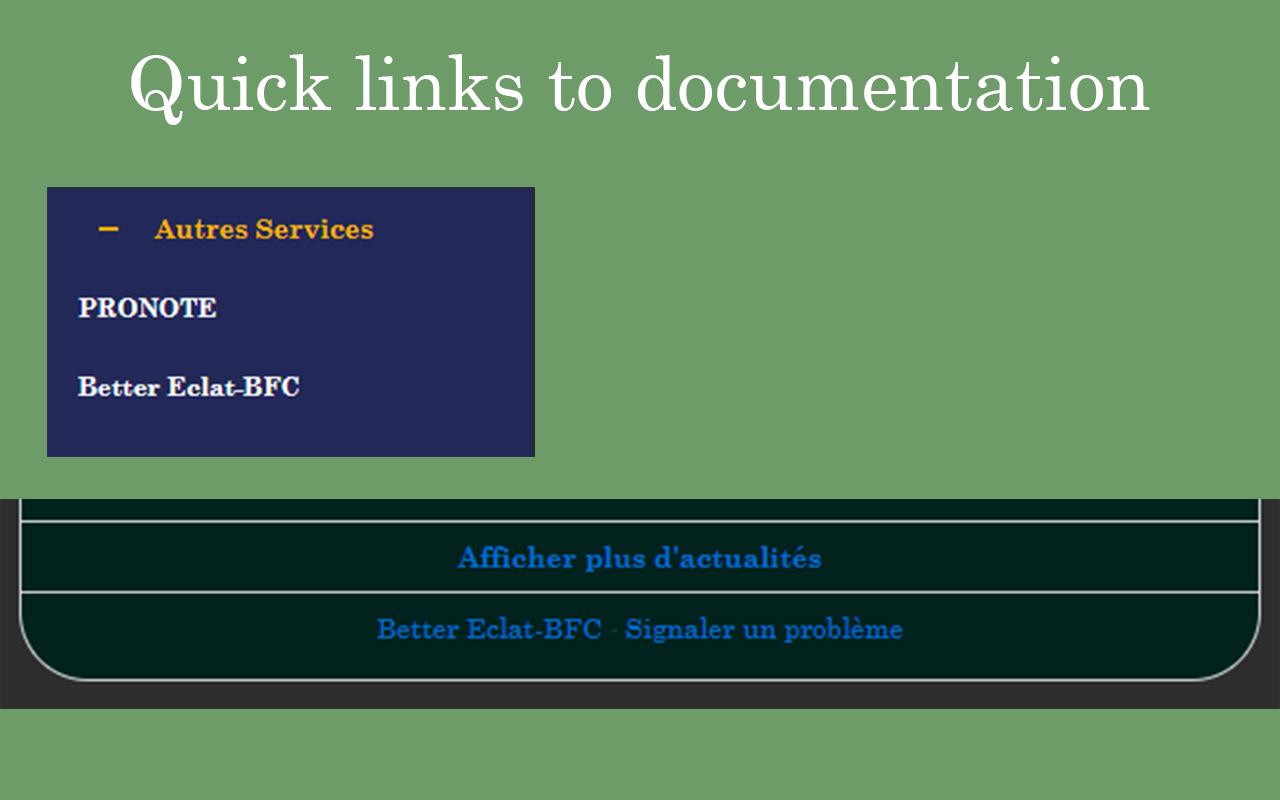 Quick links to documentation
− Autres Services
PRONOTE
Better Eclat-BFC
Afficher plus d'actualités
Better Eclat-BFC - Signaler un problème